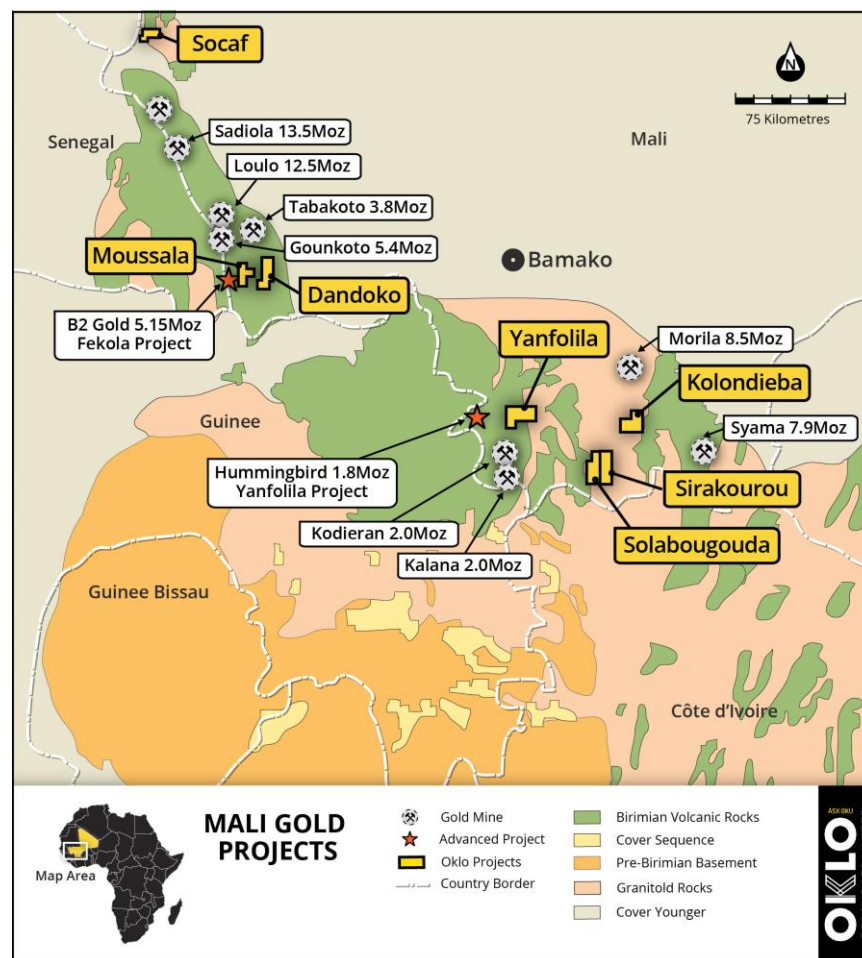 Socaf
N
75 Kilometres
Senegal
Mali
Sadiola 13.5Moz
Loulo 12.5Moz
Tabakoto 3.8Moz
Gounkoto 5.4Moz
Moussala
Bamako
Dandoko
B2 Gold 5.15Moz
Fekola Project
Yanfolila
Morila 8.5Moz
Kolondieba
Guinee
Syama 7.9Moz
Hummingbird 1.8Moz
Yanfolila Project
Sirakourou
Kodieran 2.0Moz
Solabougouda
Kalana 2.0Moz
Guinee Bissau
Côte d'Ivoire
Map Area
MALI GOLD
PROJECTS
Gold Mine
Advanced Project
Oklo Projects
Country Border
Birimian Volcanic Rocks
Cover Sequence
Pre-Birimian Basement
Granitold Rocks
Cover Younger
ASX:OKU
OKLO